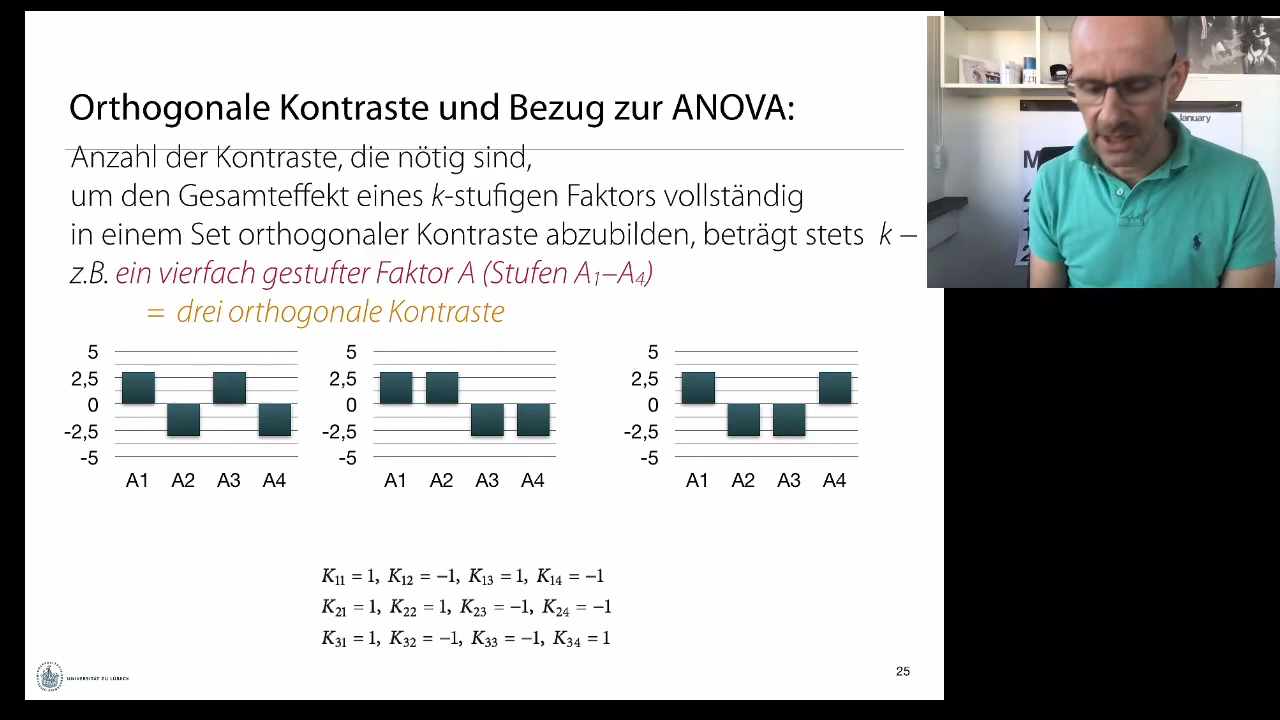 Orthogonale Kontraste und Bezug zur ANOVA:
Anzahl der Kontraste, die nötig sind,
um den Gesamteffekt eines k-stufigen Faktors vollständig
in einem Set orthogonaler Kontraste abzubilden, beträgt stets k –
z.B. ein vierfach gestufter Faktor A (Stufen A₁–A₄)
= drei orthogonale Kontraste
5
2,5
0
-2,5
-5
A1 A2 A3 A4
5
2,5
0
-2,5
-5
A1 A2 A3 A4
5
2,5
0
-2,5
-5
A1 A2 A3 A4
K₁₁ = 1, K₁₂ = −1, K₁₃ = 1, K₁₄ = −1
K₂₁ = 1, K₂₂ = 1, K₂₃ = −1, K₂₄ = −1
K₃₁ = 1, K₃₂ = −1, K₃₃ = −1, K₃₄ = 1
UNIVERSITÄT ZU LÜBECK
25
January